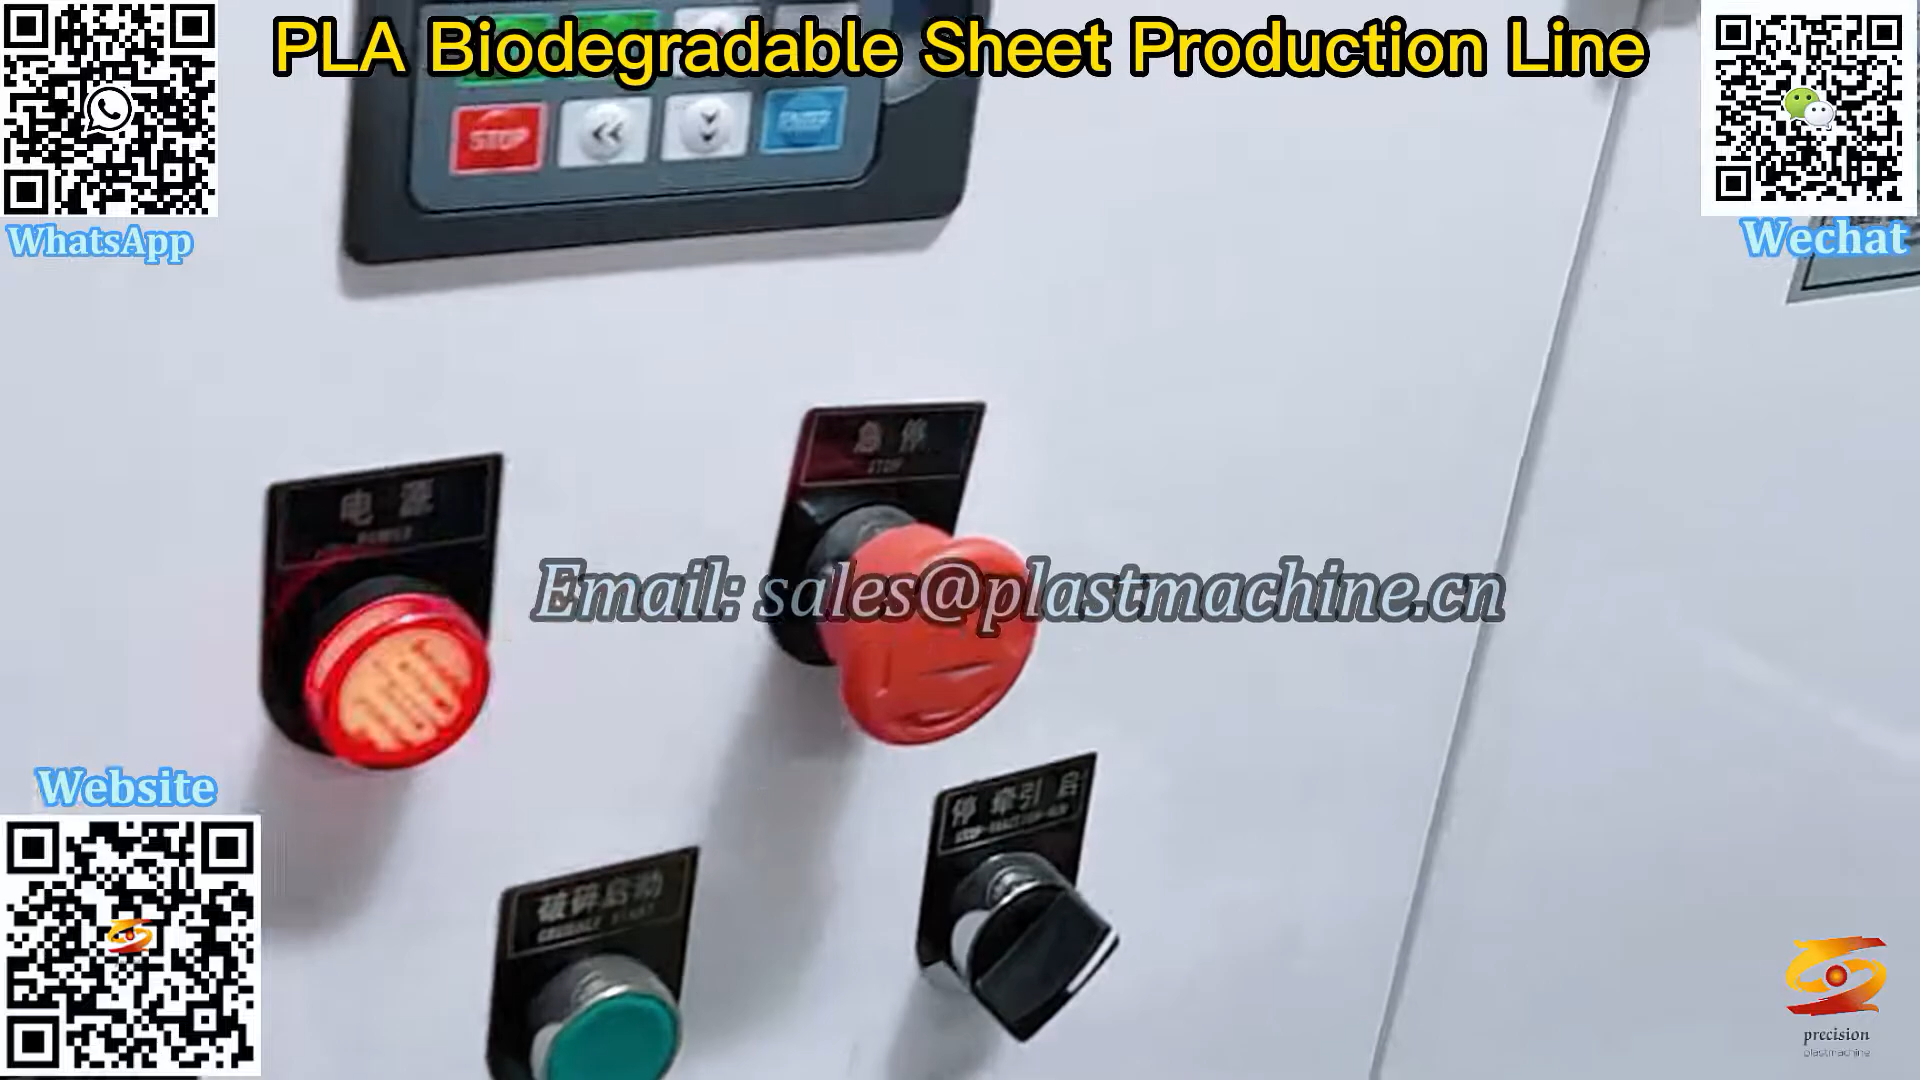 PLA Biodegradable Sheet Production Line
STOP
WhatsApp
Wechat
急停
STOP
电源
POWER
Email: sales@plastmachine.cn
停 牵引 启
Website
破碎启动
precision
plastmachine